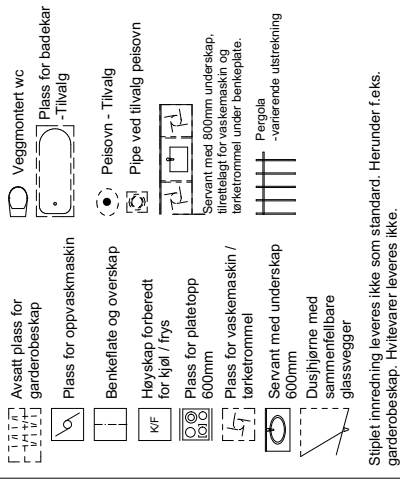 Avsatt plass for
garderobeskap
Plass for oppvaskmaskin
Benkeflate og overskap
K/F
Høyskap forberedt
for kjøl / frys
Plass for platetopp
600mm
Plass for vaskemaskin /
tørketrommel
Servant med underskap
600mm
Dusjhjørne med
sammenfellbare
glassvegger
Veggmontert wc
Plass for badekar
-Tilvalg
Peisovn - Tilvalg
Pipe ved tilvalg peisovn
Servant med 800mm underskap,
tilrettelagt for vaskemaskin og
tørketrommel under benkeplate.
Pergola
-varierende utstrekning
Stiplet innredning leveres ikke som standard. Herunder f.eks.
garderobeskap. Hvitevarer leveres ikke.